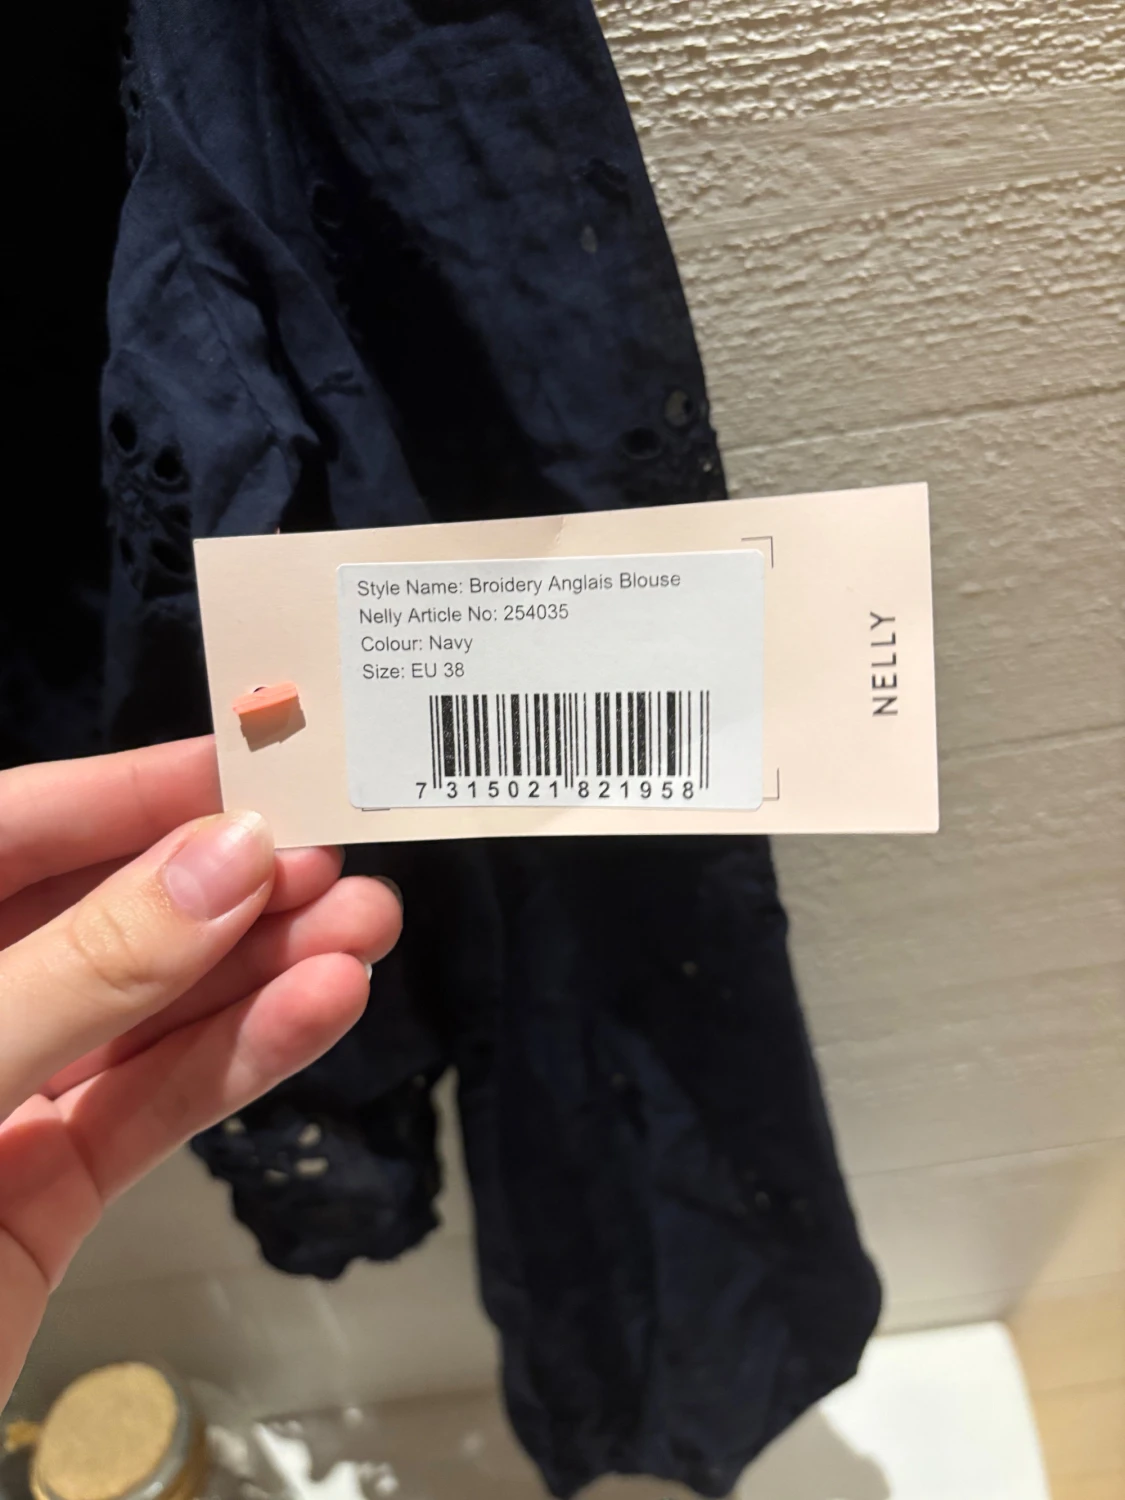 Style Name: Broidery Anglais Blouse
Nelly Article No: 254035
Colour: Navy
Size: EU 38
7 315021 821958
NELLY